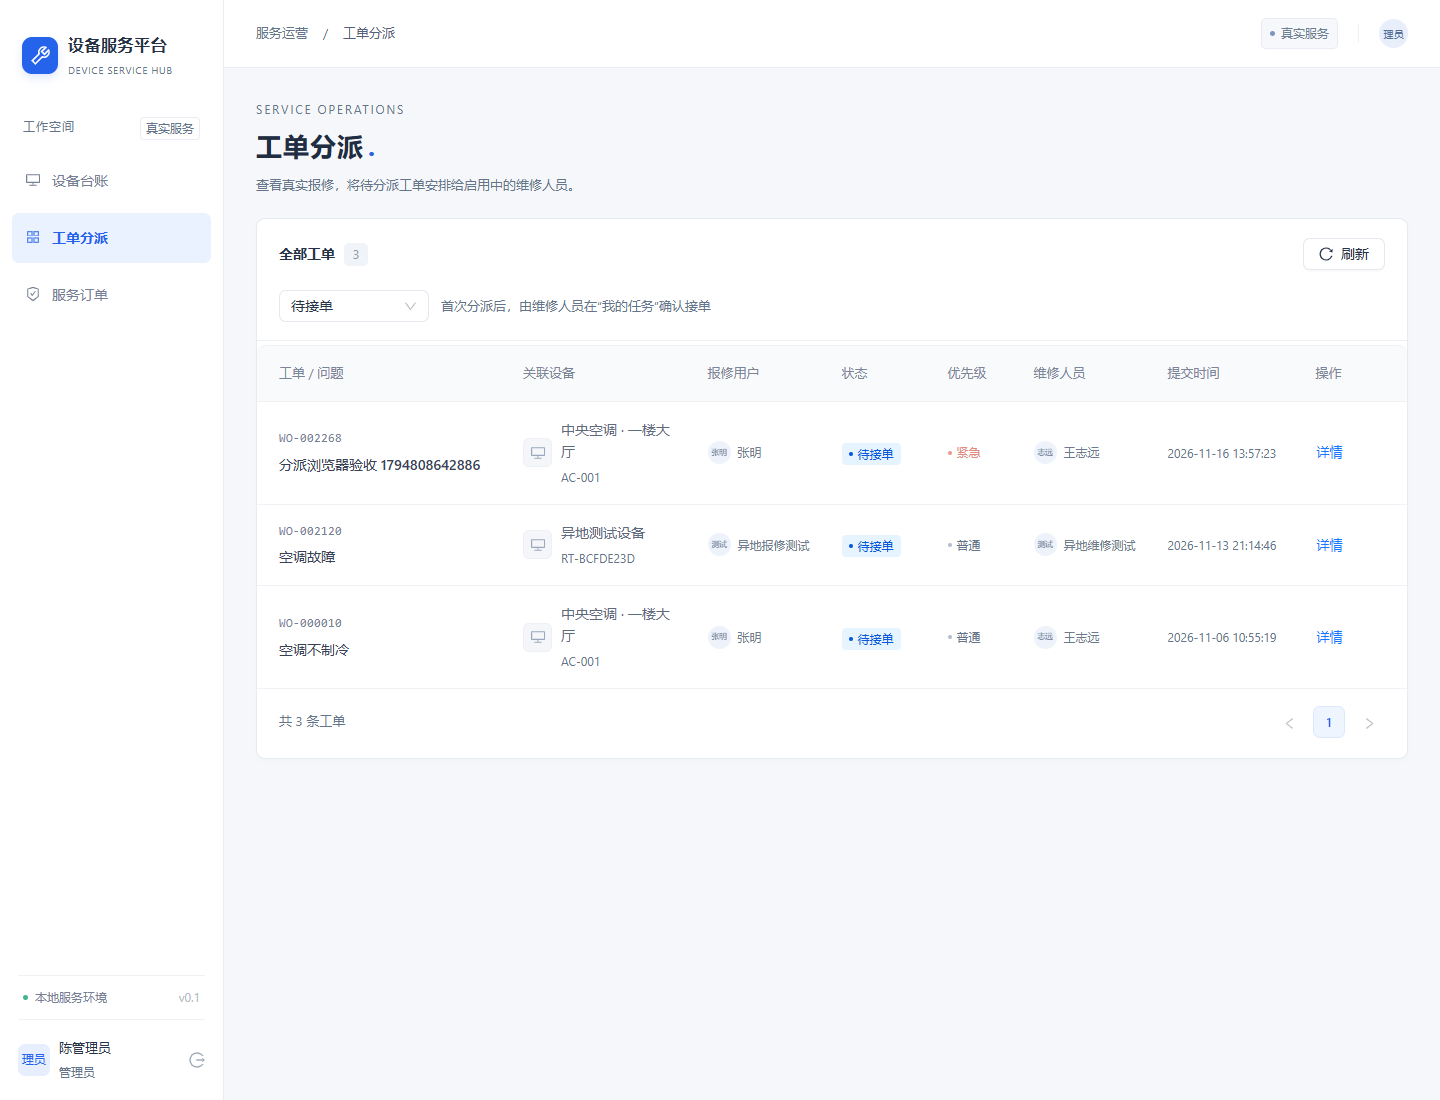 设备服务平台
DEVICE SERVICE HUB
工作空间
真实服务
设备台账
工单分派
服务订单
本地服务环境
v0.1
理员
陈管理员
管理员
服务运营 / 工单分派
真实服务
理员
SERVICE OPERATIONS
工单分派.
查看真实报修，将待分派工单安排给启用中的维修人员。
全部工单 3
刷新
待接单
首次分派后，由维修人员在“我的任务”确认接单
工单 / 问题 关联设备 报修用户 状态 优先级 维修人员 提交时间 操作
WO-002268
分派浏览器验收 1794808642886
中央空调 · 一楼大
厅
AC-001
张明 张明
待接单
紧急
志远 王志远
2026-11-16 13:57:23
详情
WO-002120
空调故障
异地测试设备
RT-BCFDE23D
测试 异地报修测试
待接单
普通
测试 异地维修测试
2026-11-13 21:14:46
详情
WO-000010
空调不制冷
中央空调 · 一楼大
厅
AC-001
张明 张明
待接单
普通
志远 王志远
2026-11-06 10:55:19
详情
共 3 条工单
1